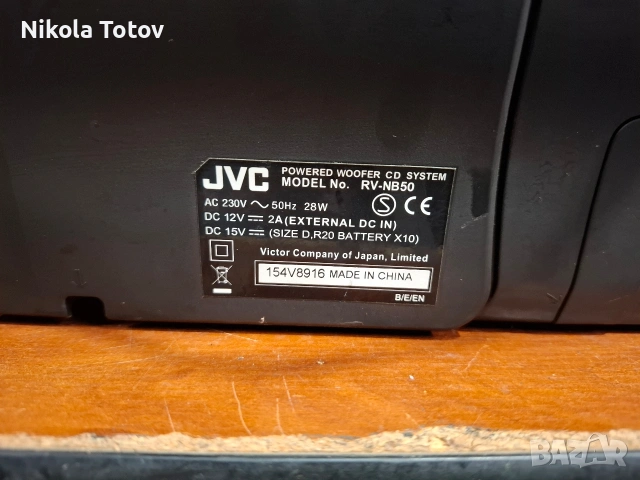 Nikola Totov
JVC
POWERED WOOFER CD SYSTEM
MODEL No. RV-NB50
AC 230V ~ 50Hz 28W
S CE
DC 12V ⎓ 2A(EXTERNAL DC IN)
DC 15V ⎓ (SIZE D,R20 BATTERY X10)
Victor Company of Japan, Limited
154V8916 MADE IN CHINA
B/E/EN
BAZAR